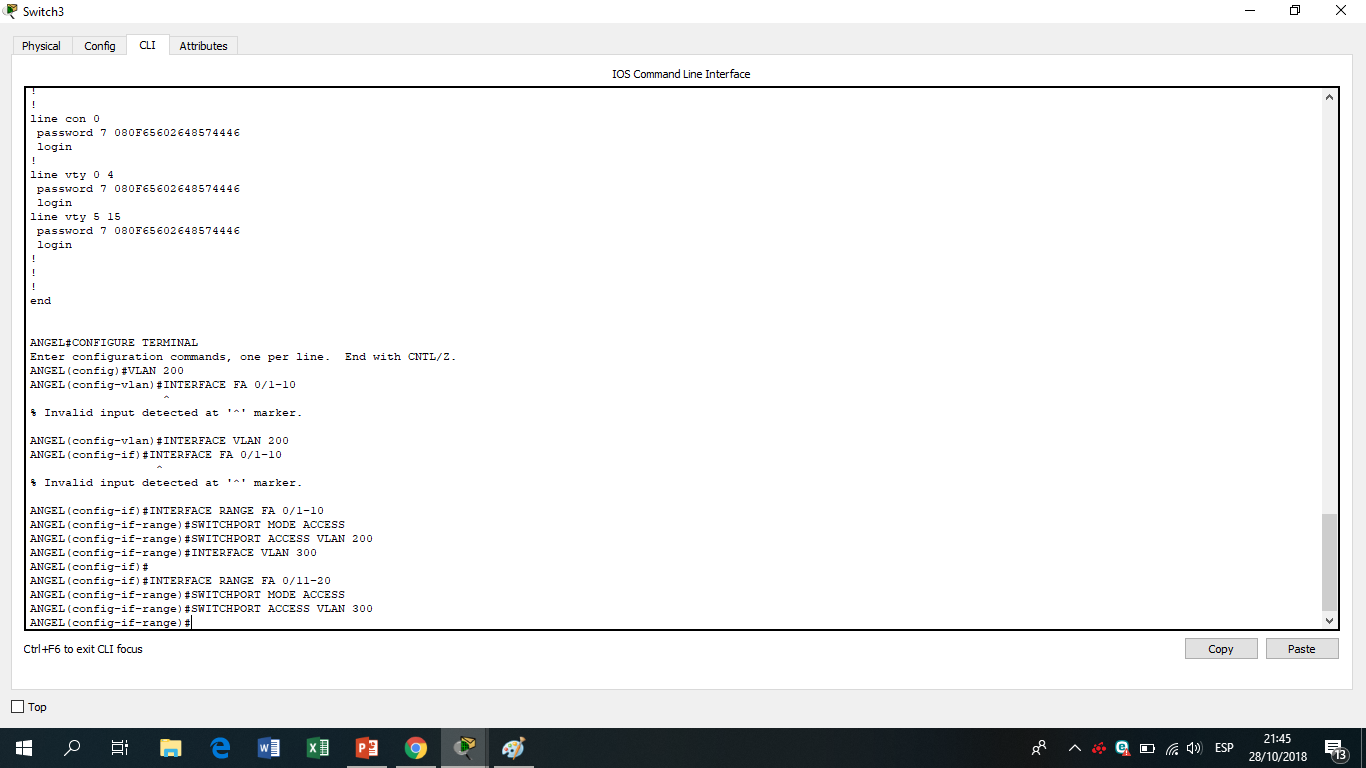 Switch3
Physical Config CLI Attributes
IOS Command Line Interface
!
!
line con 0
 password 7 080F65602648574446
 login
!
line vty 0 4
 password 7 080F65602648574446
 login
line vty 5 15
 password 7 080F65602648574446
 login
!
!
!
end
ANGEL#CONFIGURE TERMINAL
Enter configuration commands, one per line.  End with CNTL/Z.
ANGEL(config)#VLAN 200
ANGEL(config-vlan)#INTERFACE FA 0/1-10
^
% Invalid input detected at '^' marker.
ANGEL(config-vlan)#INTERFACE VLAN 200
ANGEL(config-if)#INTERFACE FA 0/1-10
^
% Invalid input detected at '^' marker.
ANGEL(config-if)#INTERFACE RANGE FA 0/1-10
ANGEL(config-if-range)#SWITCHPORT MODE ACCESS
ANGEL(config-if-range)#SWITCHPORT ACCESS VLAN 200
ANGEL(config-if-range)#INTERFACE VLAN 300
ANGEL(config-if)#
ANGEL(config-if)#INTERFACE RANGE FA 0/11-20
ANGEL(config-if-range)#SWITCHPORT MODE ACCESS
ANGEL(config-if-range)#SWITCHPORT ACCESS VLAN 300
ANGEL(config-if-range)#
Ctrl+F6 to exit CLI focus
Copy Paste
Top
ESP
21:45
28/10/2018
13